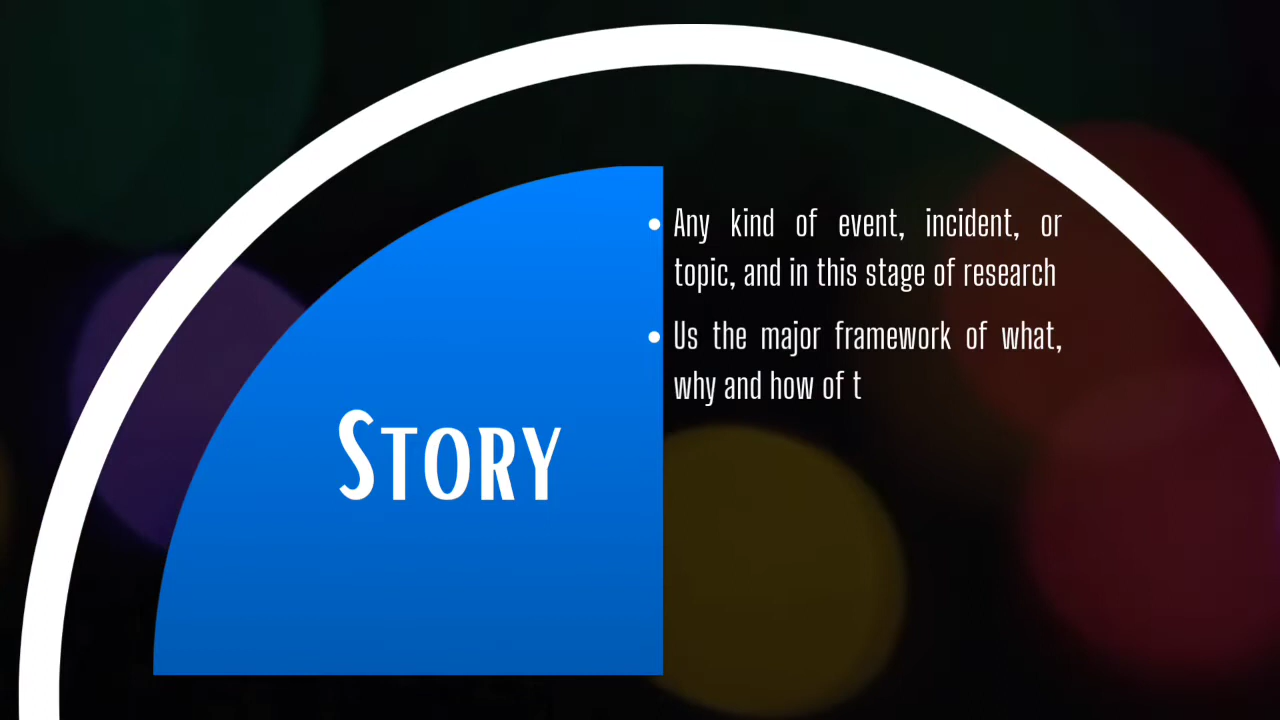 Story
Any kind of event, incident, or
topic, and in this stage of research
Us the major framework of what,
why and how of t